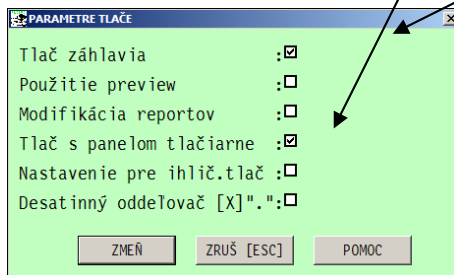 PARAMETRE TLAČE
Tlač záhlavia :
Použitie preview :
Modifikácia reportov :
Tlač s panelom tlačiarne :
Nastavenie pre ihlič.tlač :
Desatinný oddeľovač [X]".":
ZMEŇ ZRUŠ [ESC] POMOC